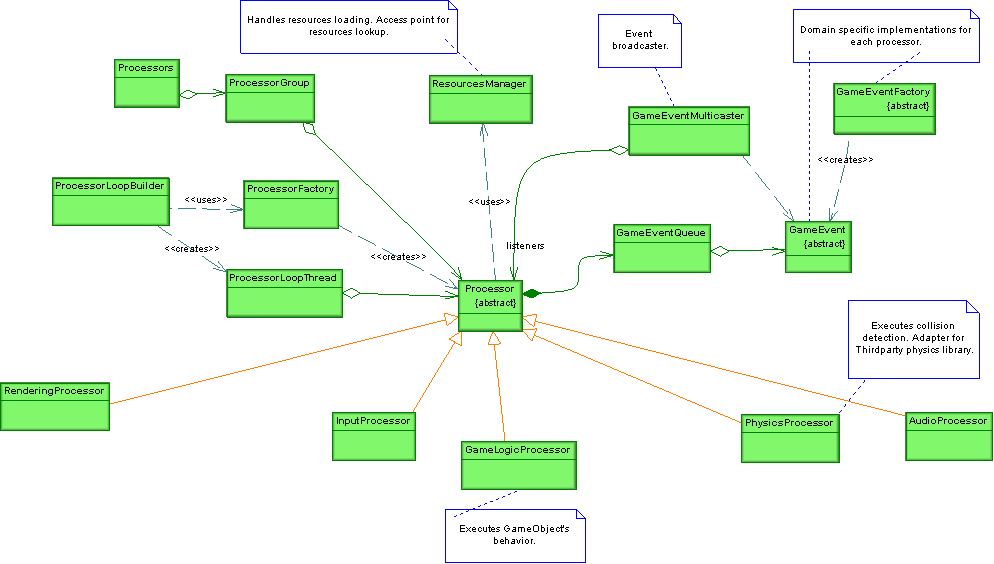 Handles resources loading. Access point for
resources lookup.
Event
broadcaster.
Domain specific implementations for
each processor.
Processors
ProcessorGroup
ResourcesManager
GameEventFactory
{abstract}
GameEventMulticaster
<<creates>>
ProcessorLoopBuilder
<<uses>>
ProcessorFactory
<<uses>>
GameEventQueue
GameEvent
{abstract}
listeners
<<creates>>
<<creates>>
ProcessorLoopThread
Processor
{abstract}
Executes collision
detection. Adapter for
Thirdparty physics library.
RenderingProcessor
InputProcessor
GameLogicProcessor
PhysicsProcessor
AudioProcessor
Executes GameObject's
behavior.